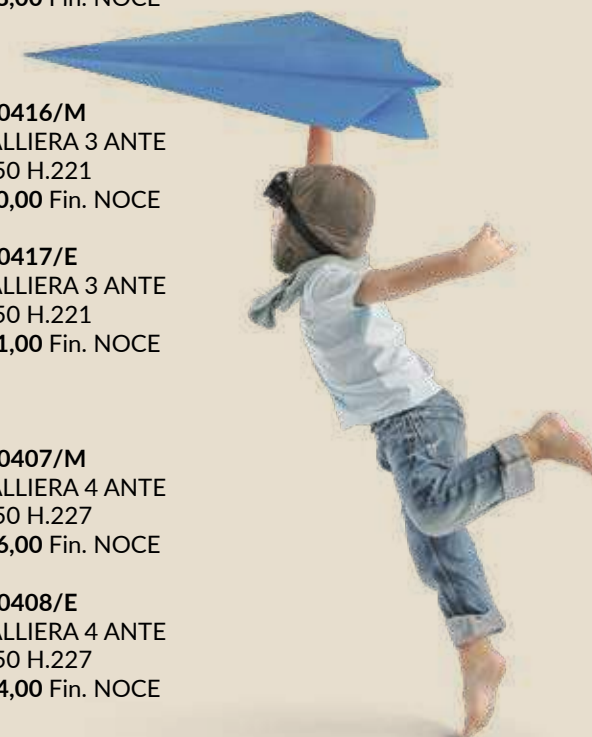 ,00 Fin. NOCE
0416/M
ALLIERA 3 ANTE
50 H.221
0,00 Fin. NOCE
0417/E
ALLIERA 3 ANTE
50 H.221
1,00 Fin. NOCE
0407/M
ALLIERA 4 ANTE
50 H.227
6,00 Fin. NOCE
0408/E
ALLIERA 4 ANTE
50 H.227
4,00 Fin. NOCE